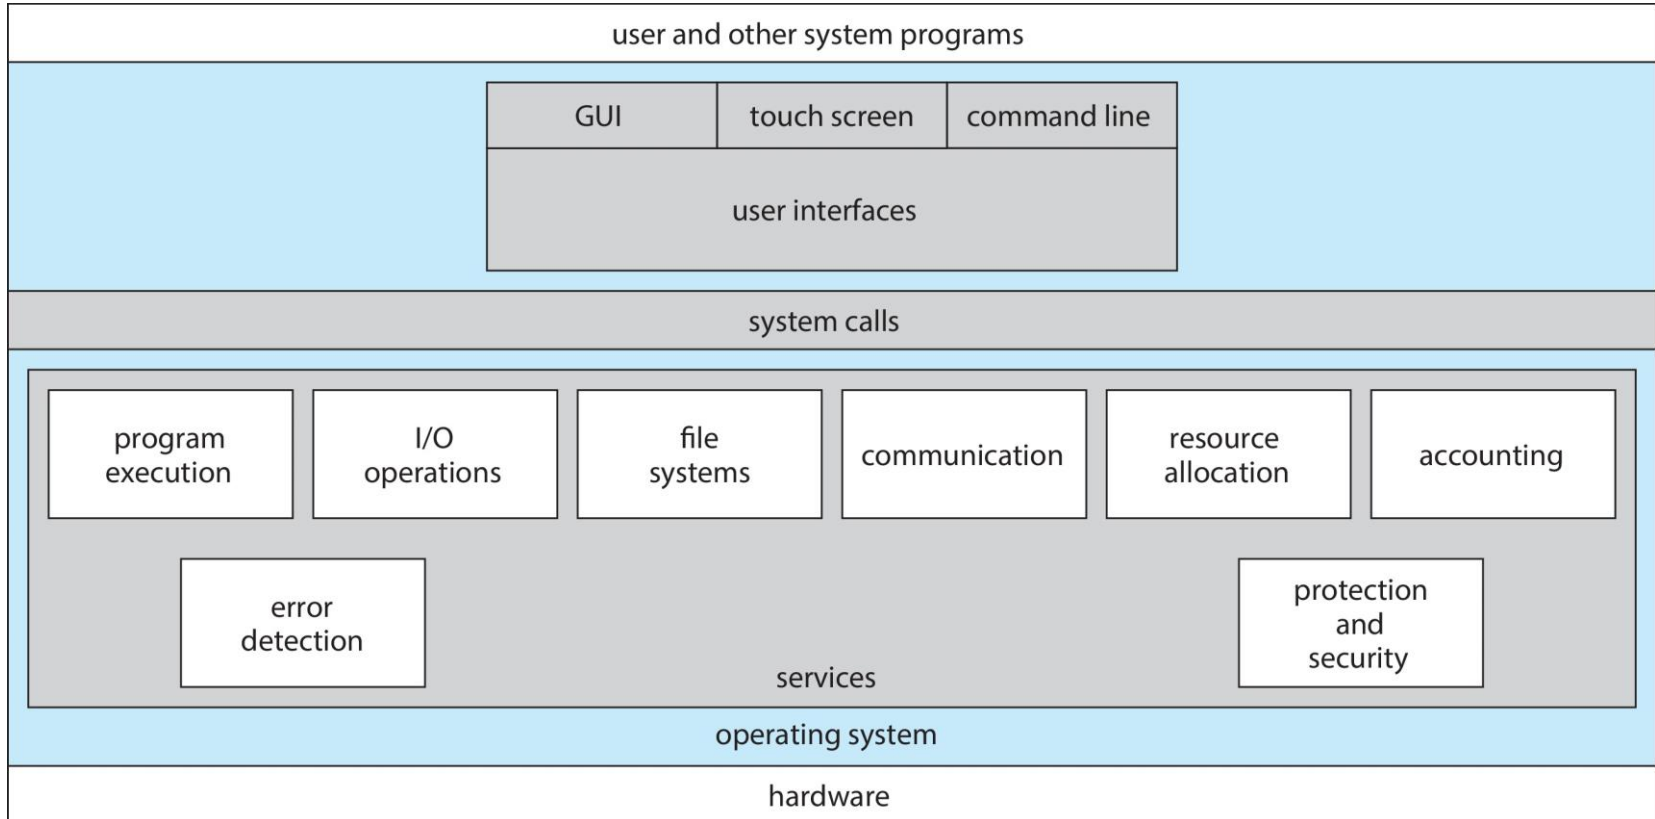 user and other system programs
GUI
touch screen
command line
user interfaces
system calls
program
execution
I/O
operations
file
systems
communication
resource
allocation
accounting
error
detection
protection
and
security
services
operating system
hardware